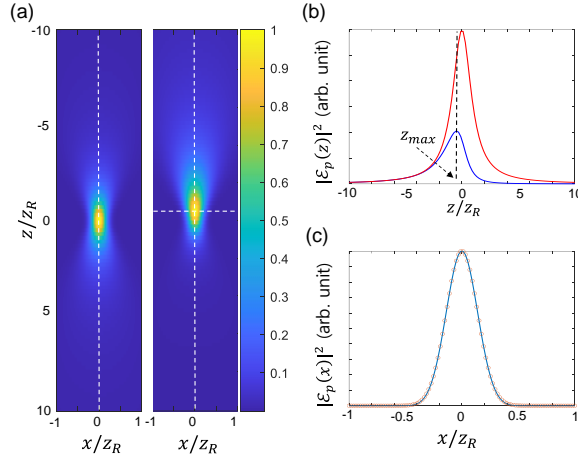 (a)
-10
-5
0
5
10
z/z_R
-1 0 1
-1 0 1
x/z_R
x/z_R
1
0.9
0.8
0.7
0.6
0.5
0.4
0.3
0.2
0.1
(b)
|ℰ_p(z)|² (arb. unit)
z_max
-10 -5 0 5 10
z/z_R
(c)
|ℰ_p(x)|² (arb. unit)
-1 -0.5 0 0.5 1
x/z_R